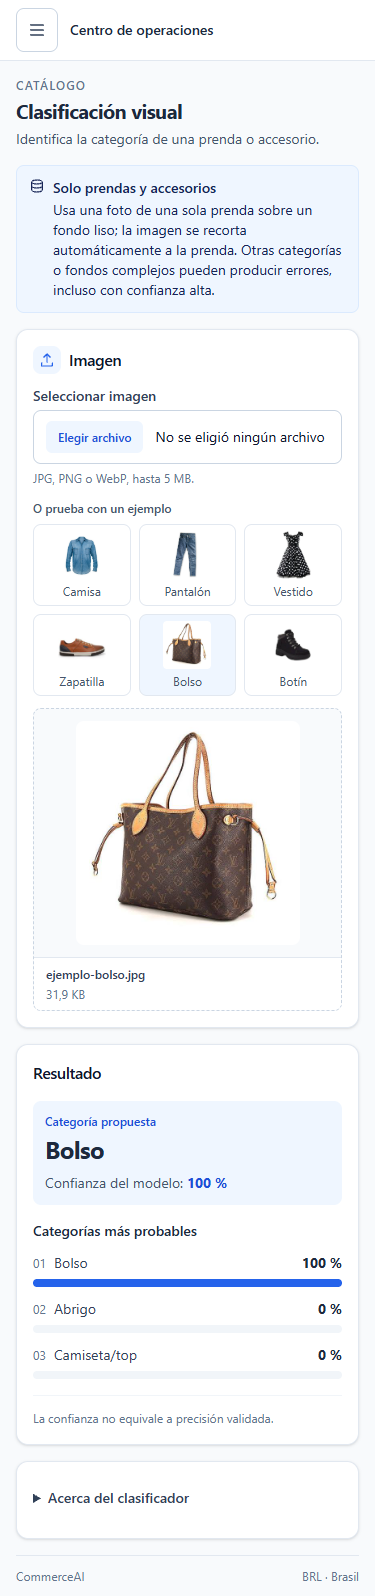 Centro de operaciones
CATÁLOGO
Clasificación visual
Identifica la categoría de una prenda o accesorio.
Solo prendas y accesorios
Usa una foto de una sola prenda sobre un
fondo liso; la imagen se recorta
automáticamente a la prenda. Otras categorías
o fondos complejos pueden producir errores,
incluso con confianza alta.
Imagen
Seleccionar imagen
Elegir archivo No se eligió ningún archivo
JPG, PNG o WebP, hasta 5 MB.
O prueba con un ejemplo
Camisa Pantalón Vestido
Zapatilla Bolso Botín
ejemplo-bolso.jpg
31,9 KB
Resultado
Categoría propuesta
Bolso
Confianza del modelo: 100 %
Categorías más probables
01 Bolso 100 %
02 Abrigo 0 %
03 Camiseta/top 0 %
La confianza no equivale a precisión validada.
Acerca del clasificador
CommerceAI BRL · Brasil